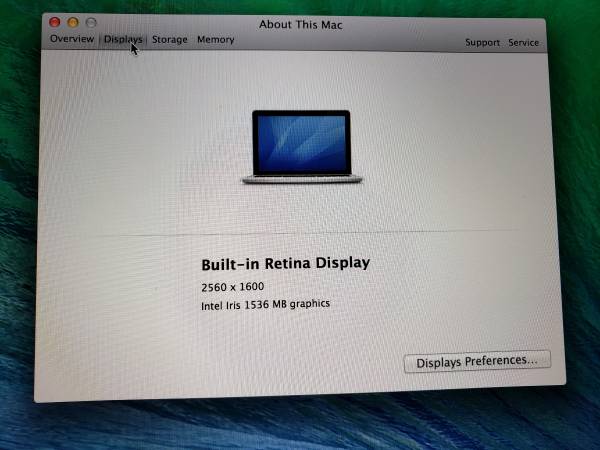 About This Mac
Overview Displays Storage Memory Support Service
Built-in Retina Display
2560 x 1600
Intel Iris 1536 MB graphics
Displays Preferences...